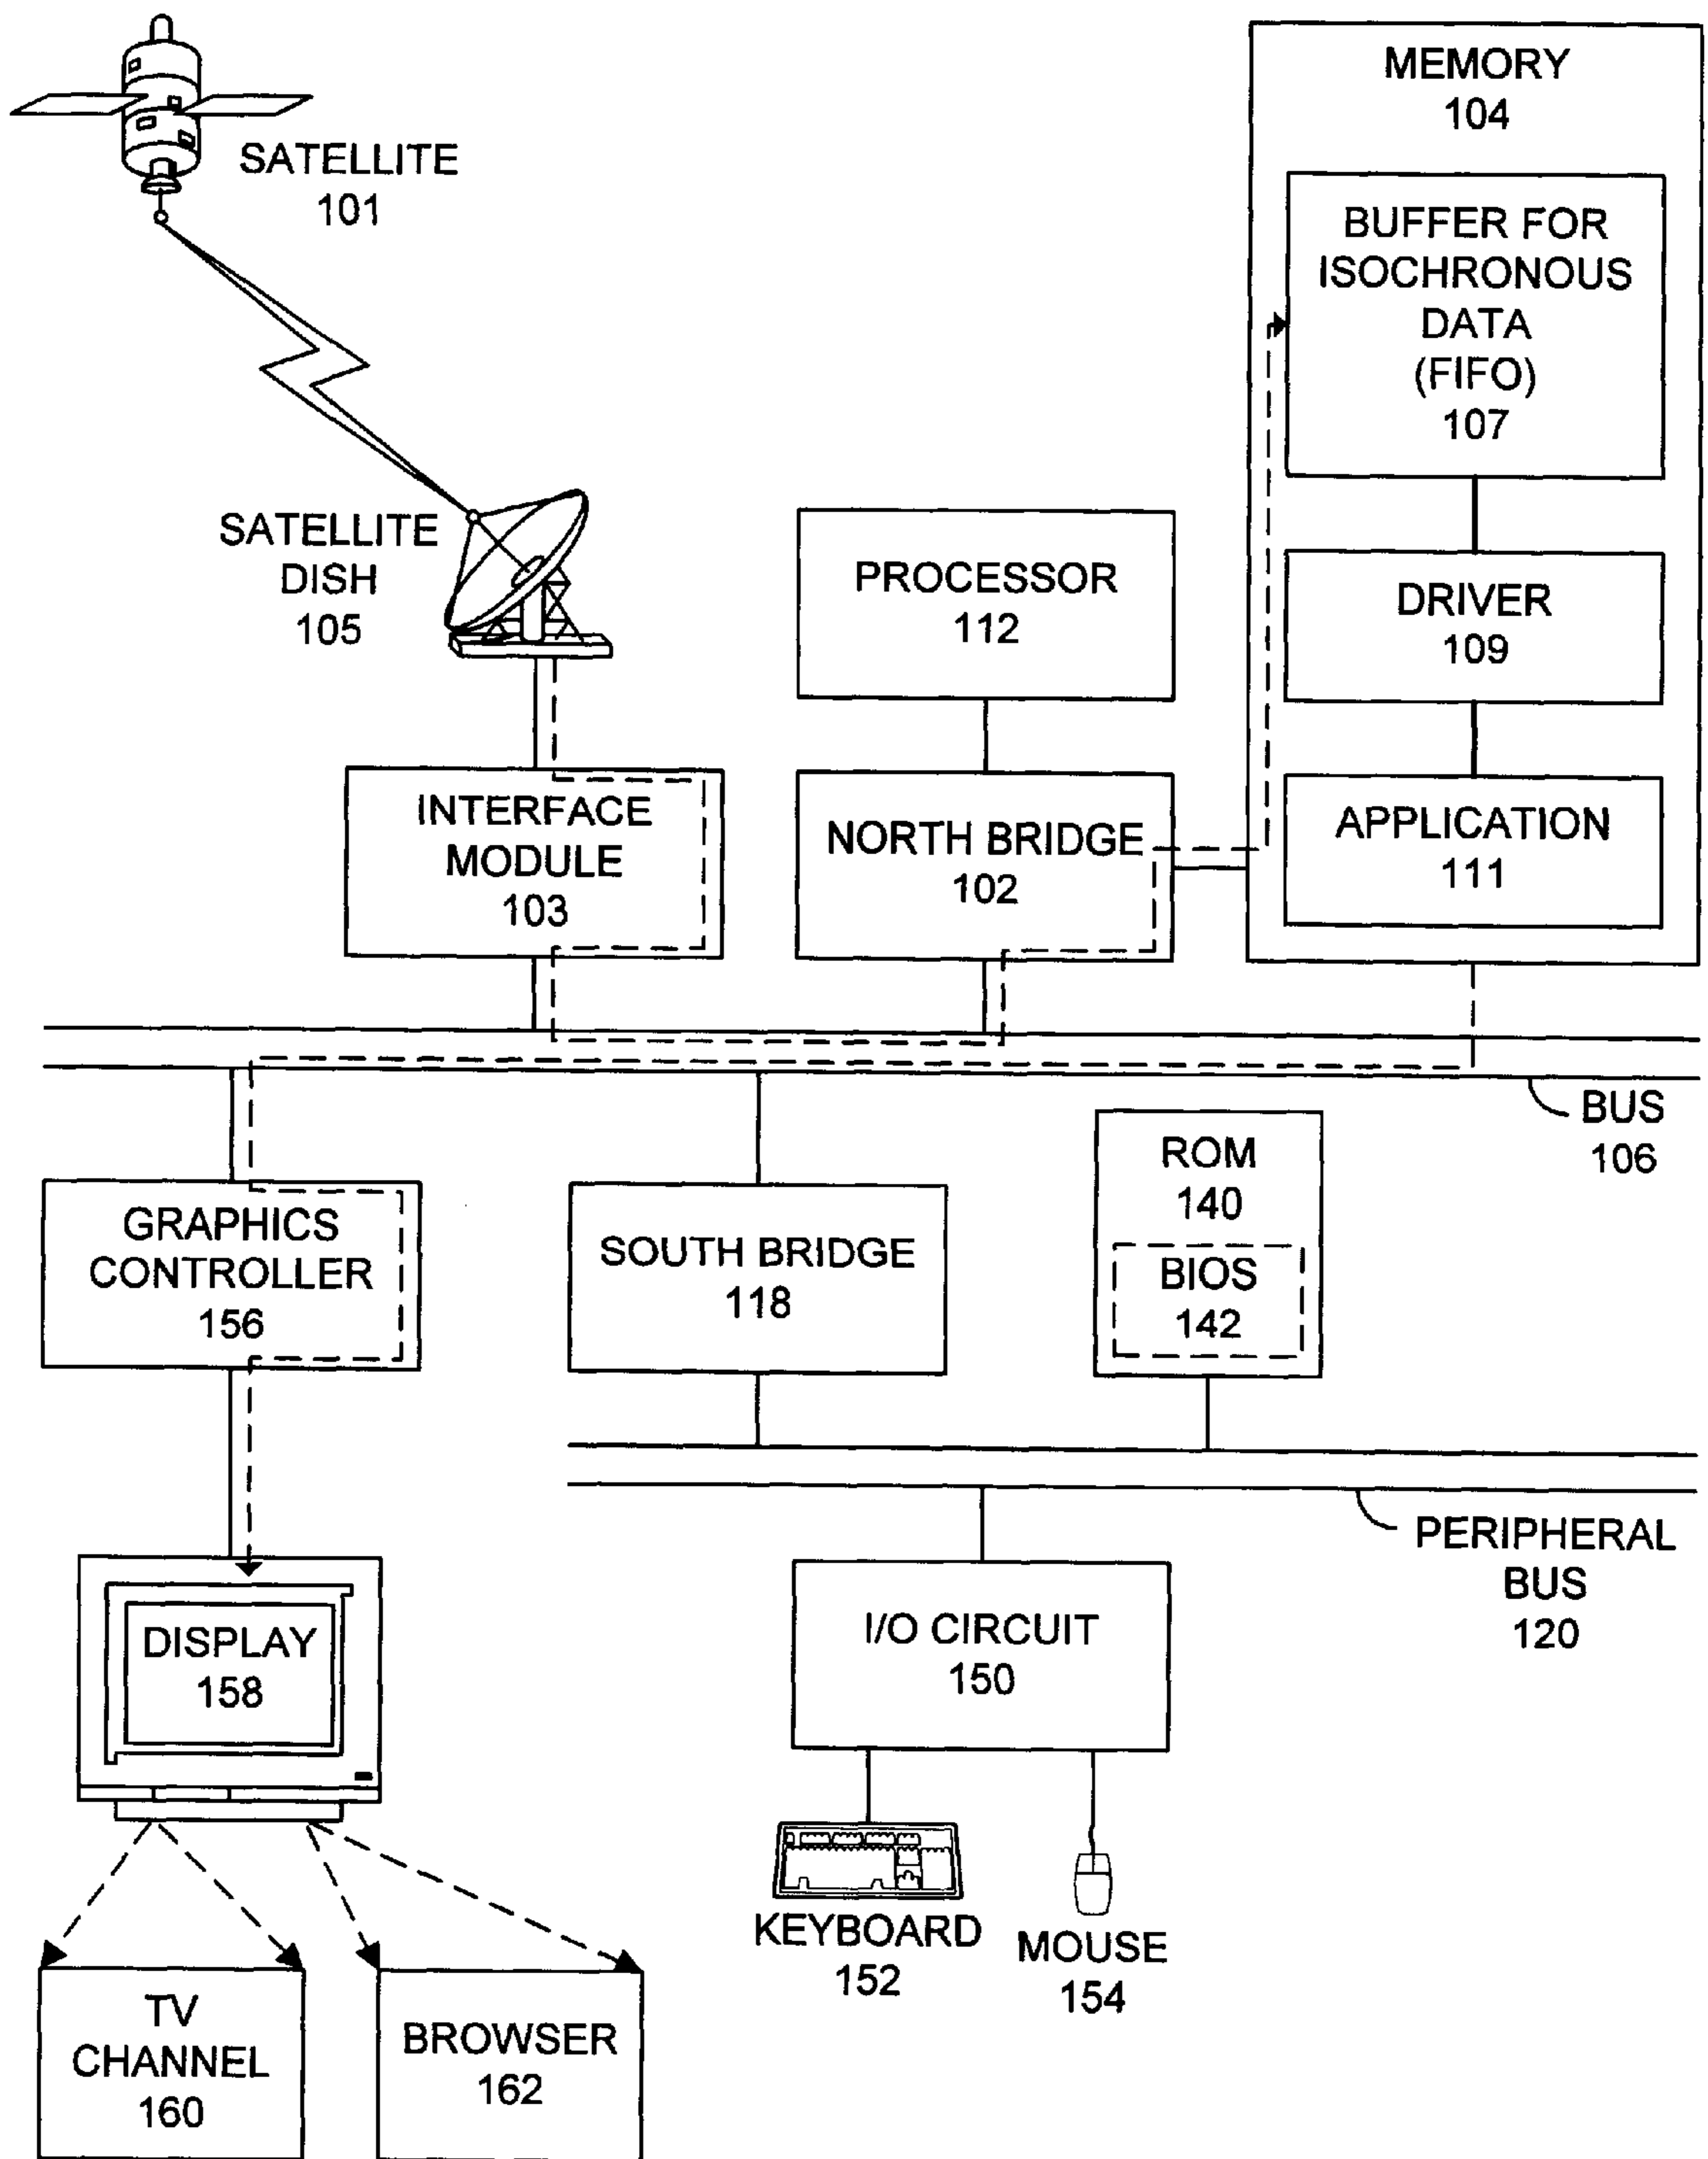 SATELLITE
101
MEMORY
104
BUFFER FOR
ISOCHRONOUS
DATA
(FIFO)
107
SATELLITE
DISH
105
PROCESSOR
112
DRIVER
109
INTERFACE
MODULE
103
NORTH BRIDGE
102
APPLICATION
111
BUS
106
GRAPHICS
CONTROLLER
156
SOUTH BRIDGE
118
ROM
140
BIOS
142
PERIPHERAL
BUS
120
DISPLAY
158
I/O CIRCUIT
150
KEYBOARD
152
MOUSE
154
TV
CHANNEL
160
BROWSER
162